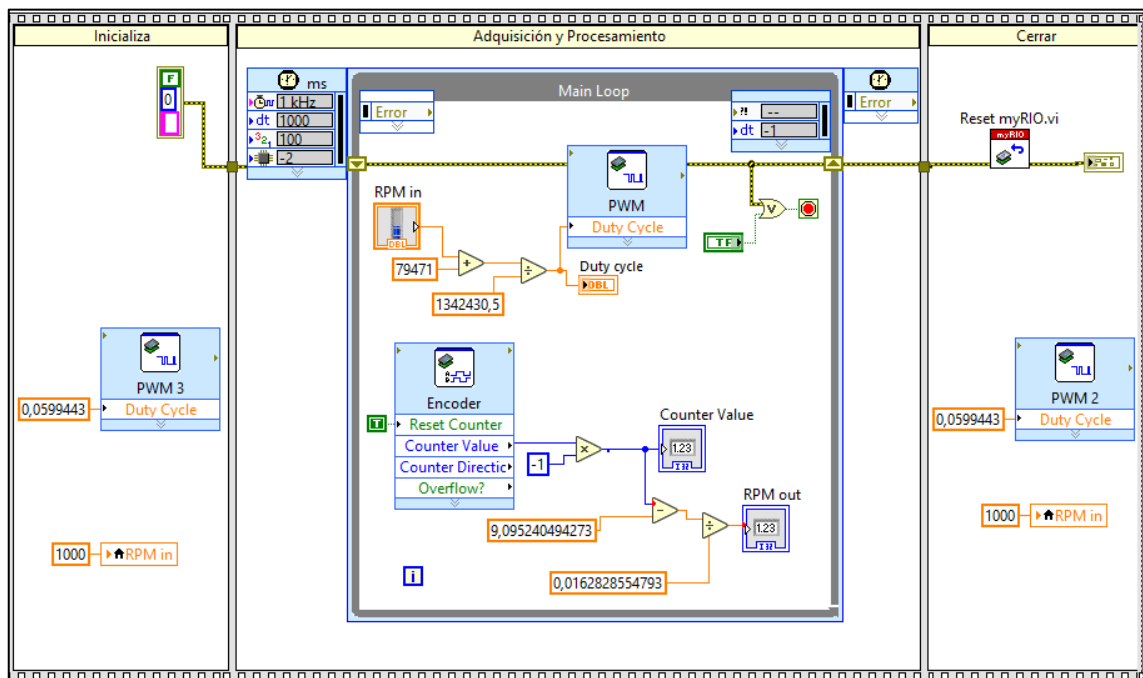 Inicializa
Adquisición y Procesamiento
Cerrar
F
0
ms
1 kHz
dt 1000
321 100
-2
Main Loop
Error
?! --
dt -1
Error
Reset myRIO.vi
myRIO
RPM in
DBL
PWM
Duty Cycle
V
TF
79471
+
÷
Duty cycle
DBL
1342430,5
PWM 3
0,0599443
Duty Cycle
Encoder
T
Reset Counter
Counter Value
Counter Directic
Overflow?
-1
x
Counter Value
1.23
I32
RPM out
-
÷
1.23
I32
9,095240494273
0,0162828554793
i
1000
RPM in
PWM 2
0,0599443
Duty Cycle
1000
RPM in